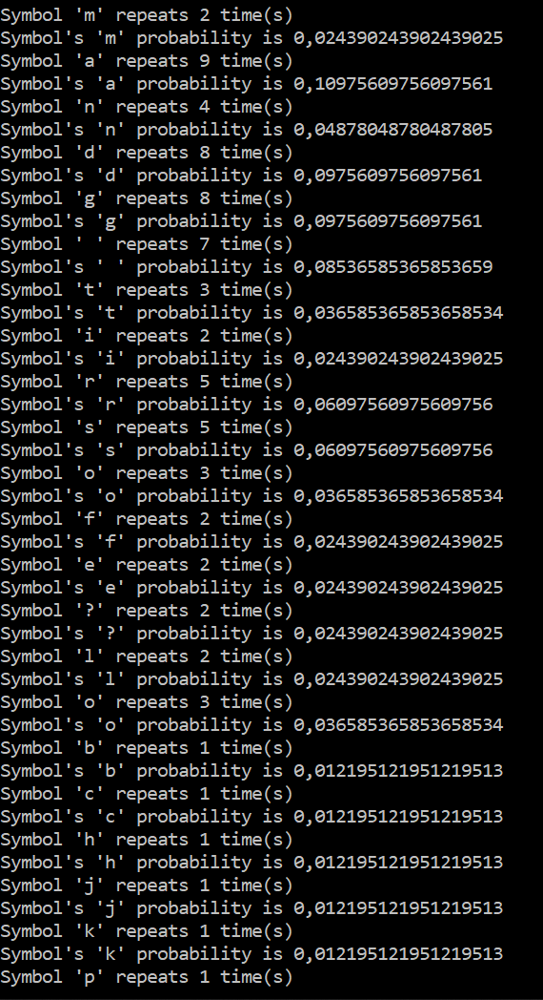 Symbol 'm' repeats 2 time(s)
Symbol's 'm' probability is 0,024390243902439025
Symbol 'a' repeats 9 time(s)
Symbol's 'a' probability is 0,10975609756097561
Symbol 'n' repeats 4 time(s)
Symbol's 'n' probability is 0,04878048780487805
Symbol 'd' repeats 8 time(s)
Symbol's 'd' probability is 0,0975609756097561
Symbol 'g' repeats 8 time(s)
Symbol's 'g' probability is 0,0975609756097561
Symbol ' ' repeats 7 time(s)
Symbol's ' ' probability is 0,08536585365853659
Symbol 't' repeats 3 time(s)
Symbol's 't' probability is 0,036585365853658534
Symbol 'i' repeats 2 time(s)
Symbol's 'i' probability is 0,024390243902439025
Symbol 'r' repeats 5 time(s)
Symbol's 'r' probability is 0,06097560975609756
Symbol 's' repeats 5 time(s)
Symbol's 's' probability is 0,06097560975609756
Symbol 'o' repeats 3 time(s)
Symbol's 'o' probability is 0,036585365853658534
Symbol 'f' repeats 2 time(s)
Symbol's 'f' probability is 0,024390243902439025
Symbol 'e' repeats 2 time(s)
Symbol's 'e' probability is 0,024390243902439025
Symbol '?' repeats 2 time(s)
Symbol's '?' probability is 0,024390243902439025
Symbol 'l' repeats 2 time(s)
Symbol's 'l' probability is 0,024390243902439025
Symbol 'o' repeats 3 time(s)
Symbol's 'o' probability is 0,036585365853658534
Symbol 'b' repeats 1 time(s)
Symbol's 'b' probability is 0,012195121951219513
Symbol 'c' repeats 1 time(s)
Symbol's 'c' probability is 0,012195121951219513
Symbol 'h' repeats 1 time(s)
Symbol's 'h' probability is 0,012195121951219513
Symbol 'j' repeats 1 time(s)
Symbol's 'j' probability is 0,012195121951219513
Symbol 'k' repeats 1 time(s)
Symbol's 'k' probability is 0,012195121951219513
Symbol 'p' repeats 1 time(s)